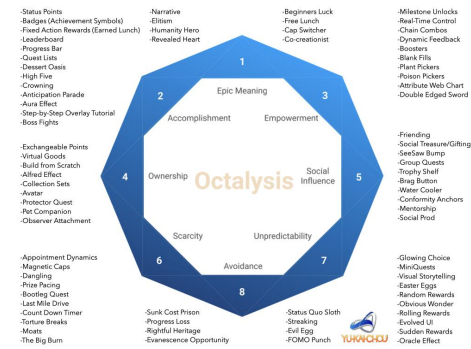 -Status Points
-Badges (Achievement Symbols)
-Fixed Action Rewards (Earned Lunch)
-Leaderboard
-Progress Bar
-Quest Lists
-Dessert Oasis
-High Five
-Crowning
-Anticipation Parade
-Aura Effect
-Step-by-Step Overlay Tutorial
-Boss Fights
-Narrative
-Elitism
-Humanity Hero
-Revealed Heart
-Beginners Luck
-Free Lunch
-Cap Switcher
-Co-creationist
-Milestone Unlocks
-Real-Time Control
-Chain Combos
-Dynamic Feedback
-Boosters
-Blank Fills
-Plant Pickers
-Poison Pickers
-Attribute Web Chart
-Double Edged Sword
1
Epic Meaning
2
Accomplishment
3
Empowerment
-Exchangeable Points
-Virtual Goods
-Build from Scratch
-Alfred Effect
-Collection Sets
-Avatar
-Protector Quest
-Pet Companion
-Observer Attachment
4
Ownership
Octalysis
Social
Influence
5
-Friending
-Social Treasure/Gifting
-SeeSaw Bump
-Group Quests
-Trophy Shelf
-Brag Button
-Water Cooler
-Conformity Anchors
-Mentorship
-Social Prod
Scarcity
6
Unpredictability
7
Avoidance
8
-Appointment Dynamics
-Magnetic Caps
-Dangling
-Prize Pacing
-Bootleg Quest
-Last Mile Drive
-Count Down Timer
-Torture Breaks
-Moats
-The Big Burn
-Sunk Cost Prison
-Progress Loss
-Rightful Heritage
-Evanescence Opportunity
-Status Quo Sloth
-Streaking
-Evil Egg
-FOMO Punch
YUKAICHOU
-Glowing Choice
-MiniQuests
-Visual Storytelling
-Easter Eggs
-Random Rewards
-Obvious Wonder
-Rolling Rewards
-Evolved UI
-Sudden Rewards
-Oracle Effect